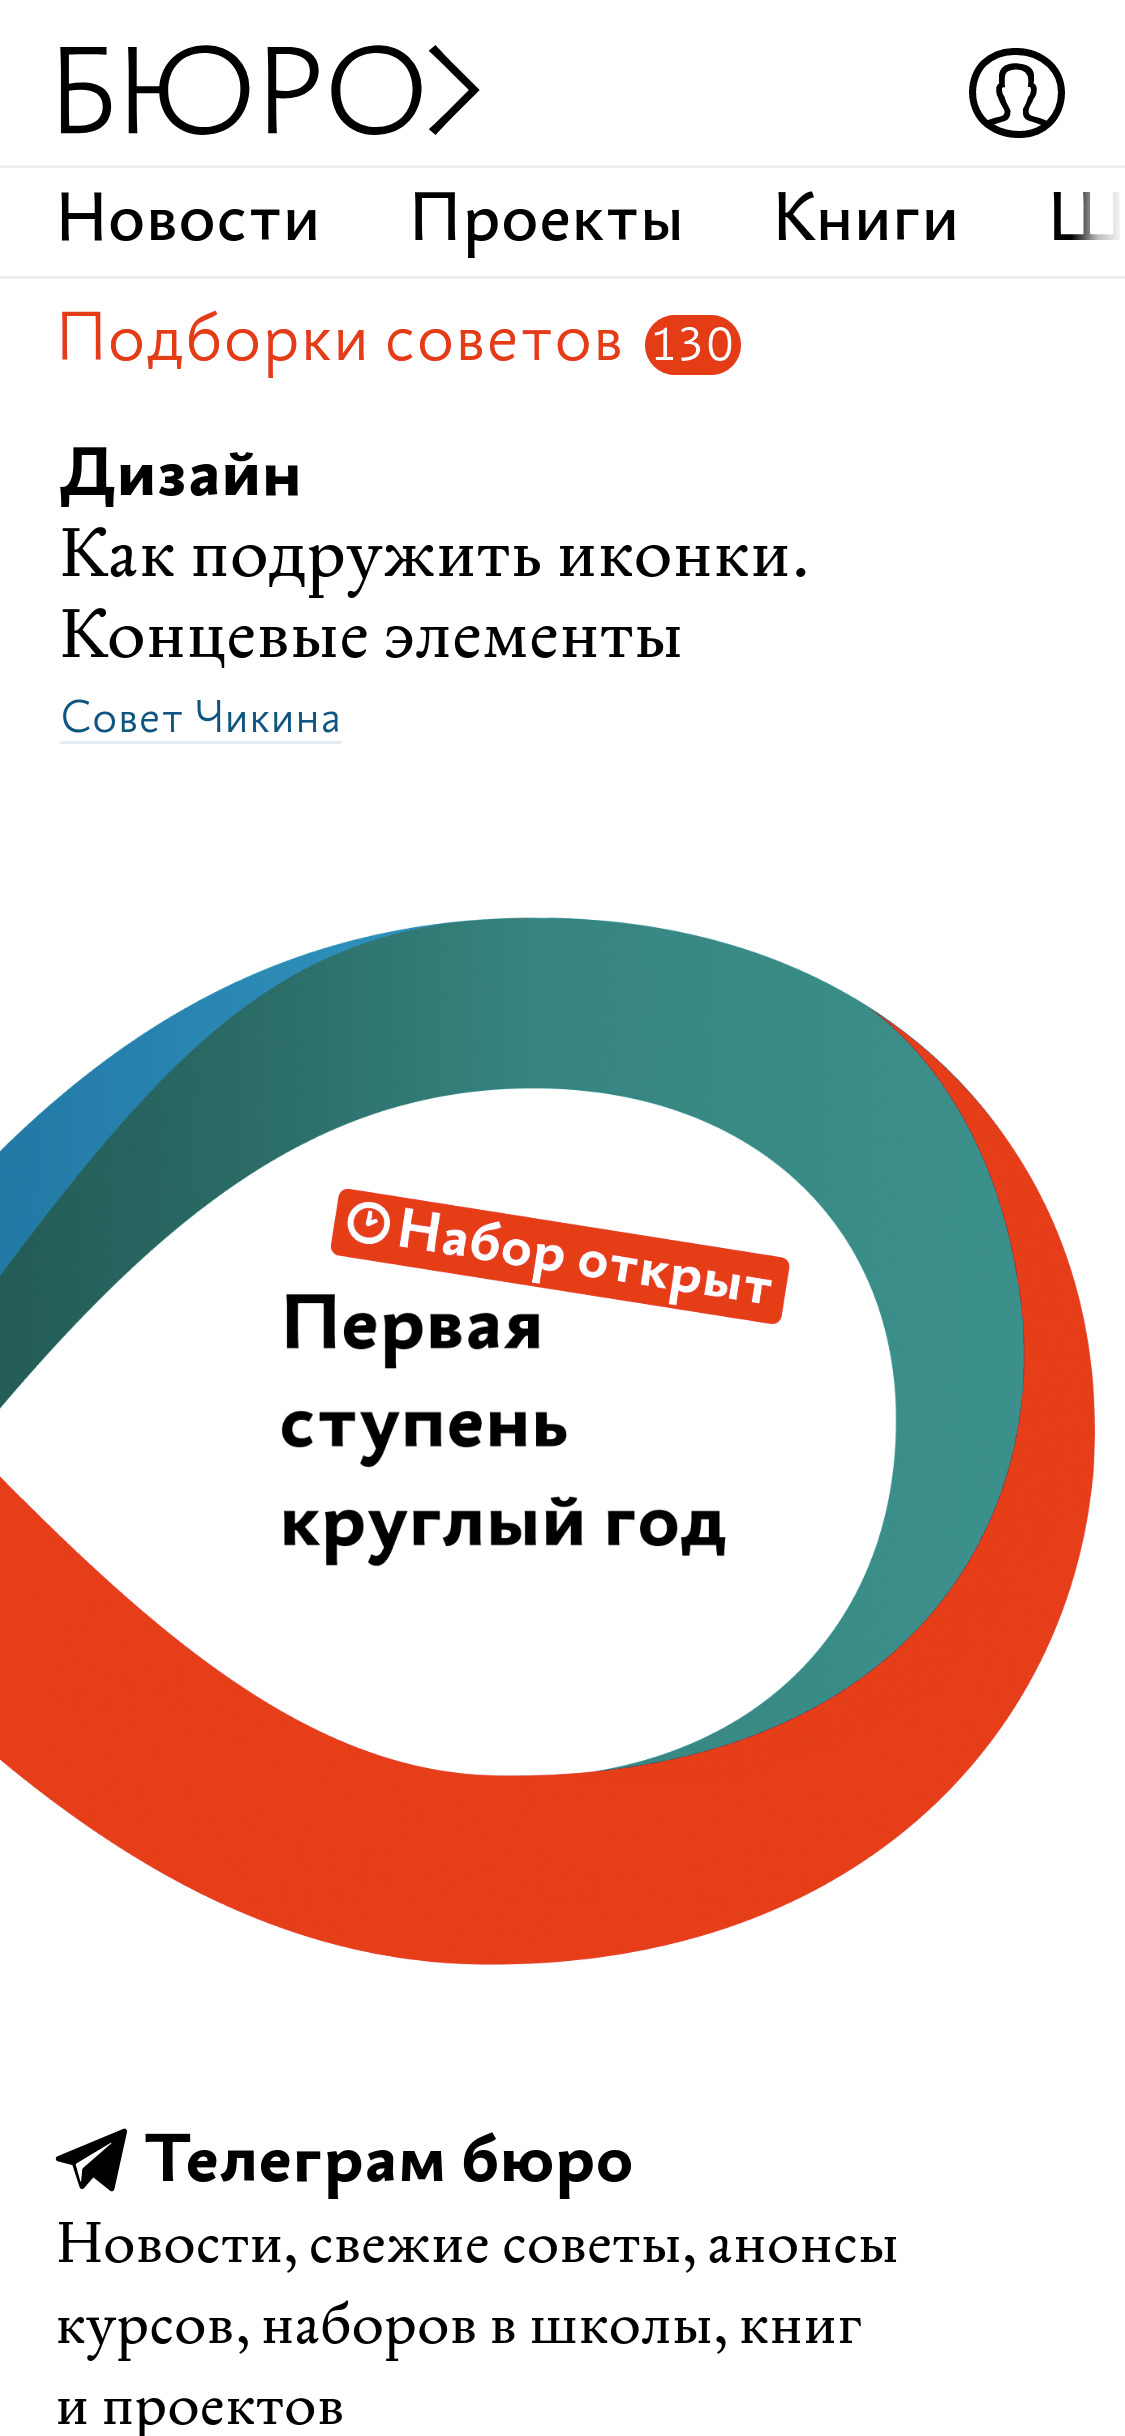 БЮРО>
Новости Проекты Книги
Подборки советов 130
Дизайн
Как подружить иконки.
Концевые элементы
Совет Чикина
Набор открыт
Первая
ступень
круглый год
Телеграм бюро
Новости, свежие советы, анонсы
курсов, наборов в школы, книг
и проектов